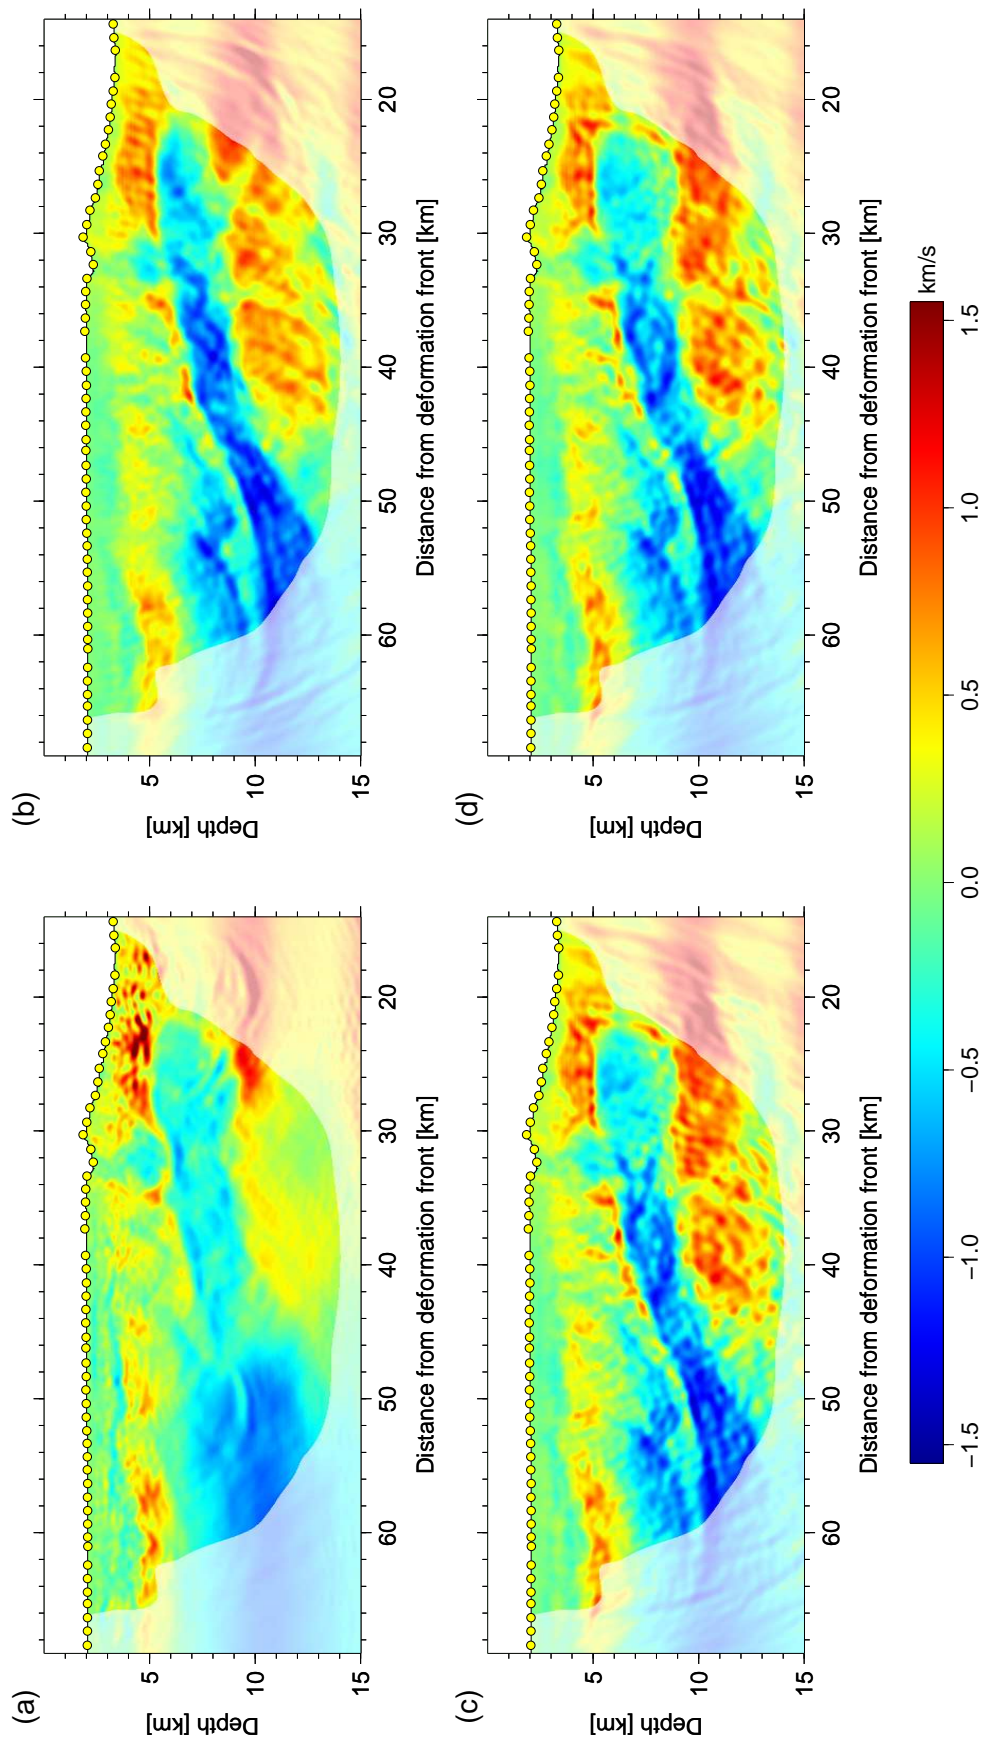 (a)
Depth [km]
5
10
15
60 50 40 30 20
Distance from deformation front [km]
(b)
Depth [km]
5
10
15
60 50 40 30 20
Distance from deformation front [km]
(c)
Depth [km]
5
10
15
60 50 40 30 20
Distance from deformation front [km]
(d)
Depth [km]
5
10
15
60 50 40 30 20
Distance from deformation front [km]
km/s
−1.5 −1.0 −0.5 0.0 0.5 1.0 1.5